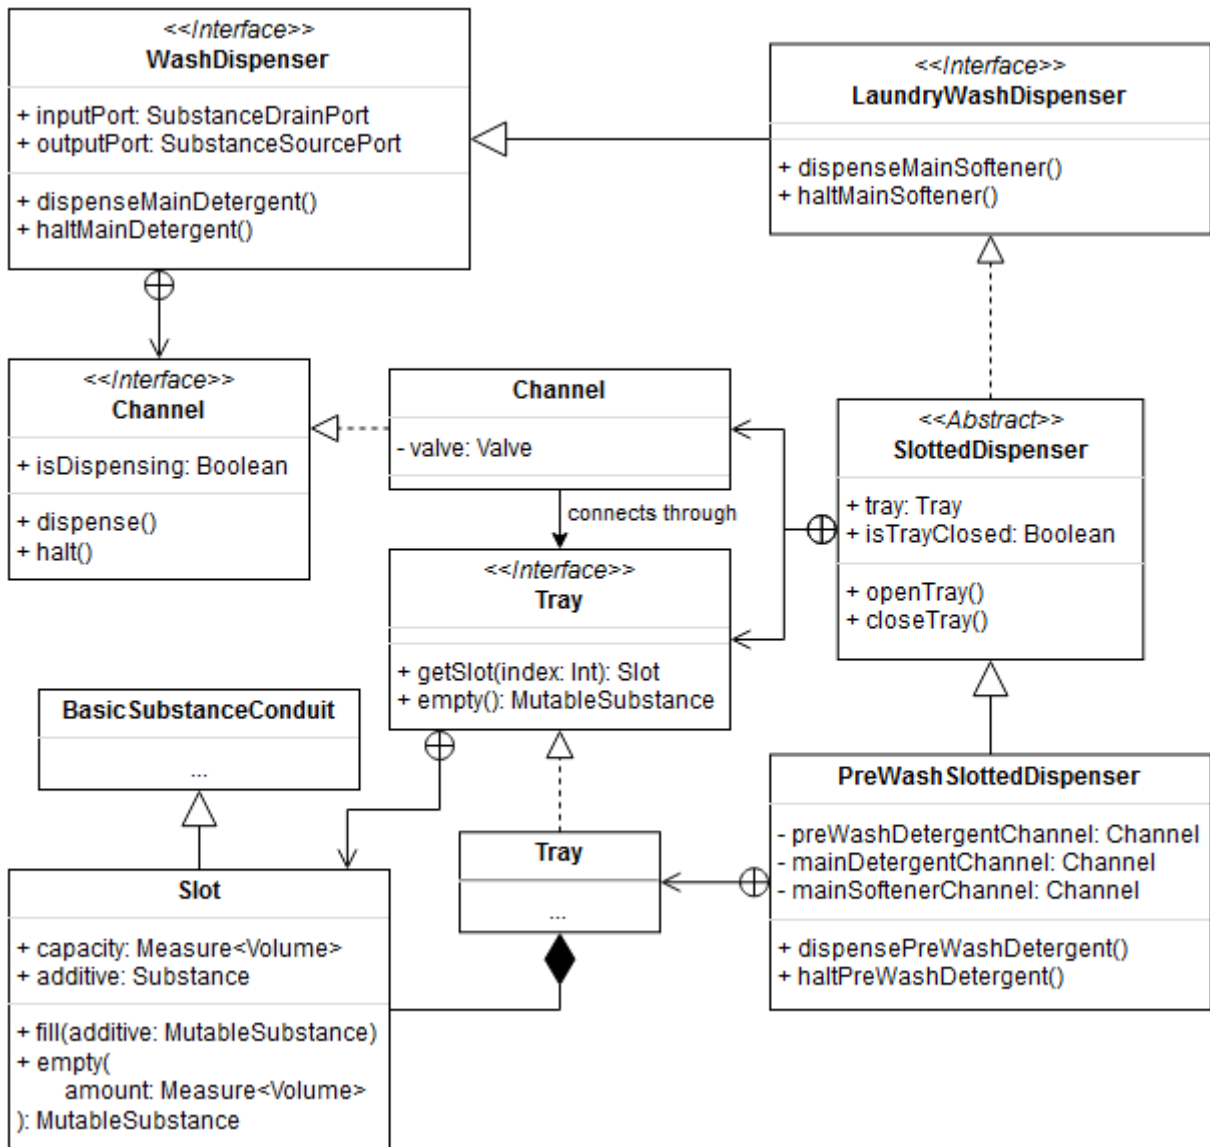 <<Interface>>
WashDispenser
+ inputPort: SubstanceDrainPort
+ outputPort: SubstanceSourcePort
+ dispenseMainDetergent()
+ haltMainDetergent()
<<Interface>>
LaundryWashDispenser
+ dispenseMainSoftener()
+ haltMainSoftener()
<<Interface>>
Channel
+ isDispensing: Boolean
+ dispense()
+ halt()
Channel
- valve: Valve
connects through
<<Abstract>>
SlottedDispenser
+ tray: Tray
+ isTrayClosed: Boolean
+ openTray()
+ closeTray()
<<Interface>>
Tray
+ getSlot(index: Int): Slot
+ empty(): MutableSubstance
BasicSubstanceConduit
...
Tray
...
PreWashSlottedDispenser
- preWashDetergentChannel: Channel
- mainDetergentChannel: Channel
- mainSoftenerChannel: Channel
+ dispensePreWashDetergent()
+ haltPreWashDetergent()
Slot
+ capacity: Measure<Volume>
+ additive: Substance
+ fill(additive: MutableSubstance)
+ empty(
amount: Measure<Volume>
): MutableSubstance